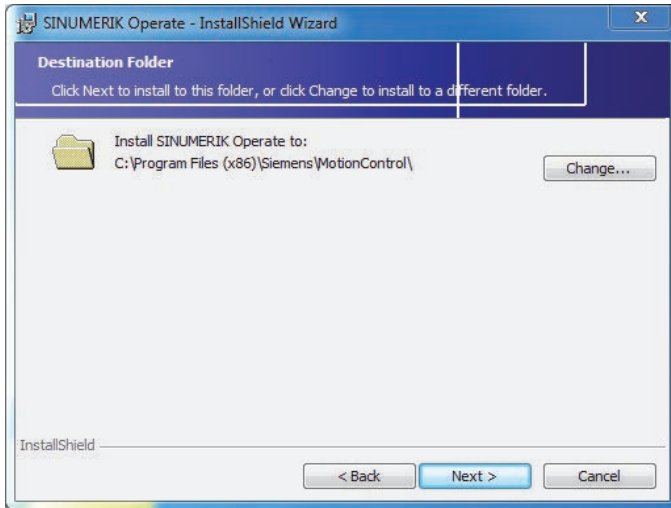 SINUMERIK Operate - InstallShield Wizard
x
Destination Folder
Click Next to install to this folder, or click Change to install to a different folder.
Install SINUMERIK Operate to:
C:\Program Files (x86)\Siemens\MotionControl\
Change...
InstallShield
< Back
Next >
Cancel